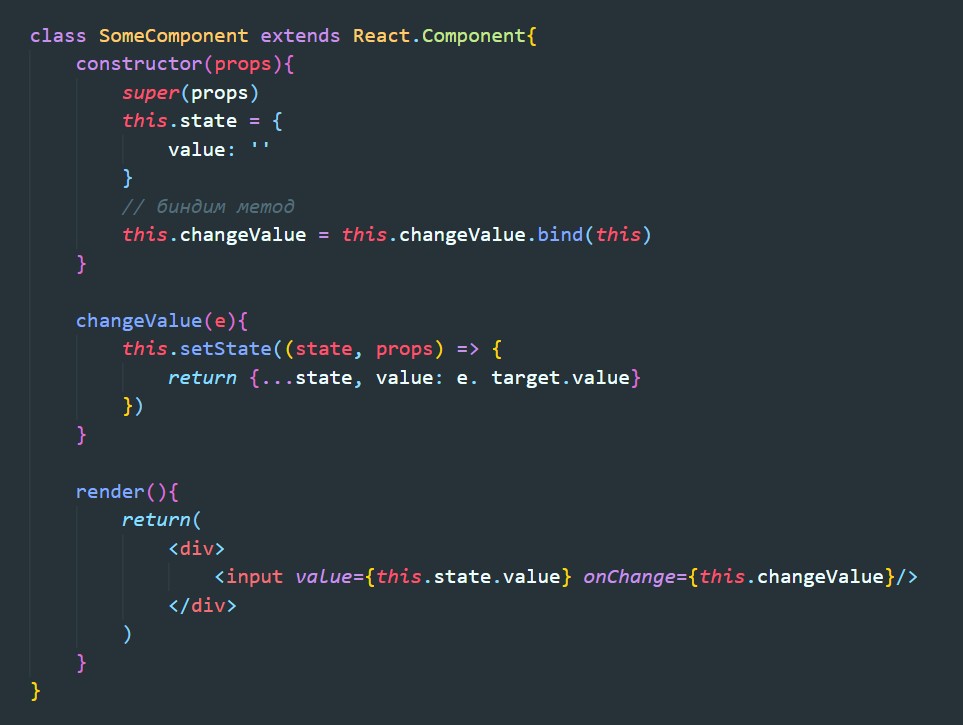 class SomeComponent extends React.Component{
constructor(props){
super(props)
this.state = {
value: ''
}
// биндим метод
this.changeValue = this.changeValue.bind(this)
}
changeValue(e){
this.setState((state, props) => {
return {...state, value: e. target.value}
})
}
render(){
return(
<div>
<input value={this.state.value} onChange={this.changeValue}/>
</div>
)
}
}